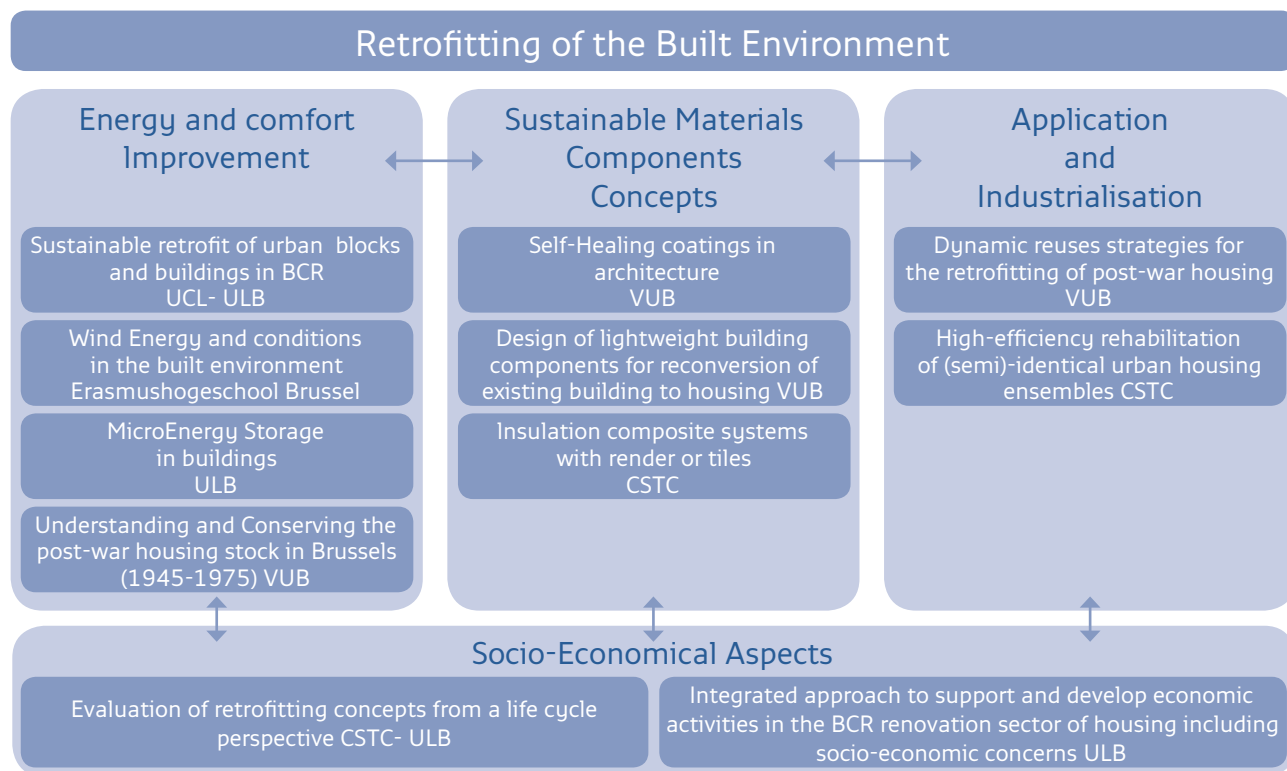 Retrofitting of the Built Environment
Energy and comfort
Improvement
Sustainable retrofit of urban blocks
and buildings in BCR
UCL- ULB
Wind Energy and conditions
in the built environment
Erasmushogeschool Brussel
MicroEnergy Storage
in buildings
ULB
Understanding and Conserving the
post-war housing stock in Brussels
(1945-1975) VUB
Sustainable Materials
Components
Concepts
Self-Healing coatings in
architecture
VUB
Design of lightweight building
components for reconversion of
existing building to housing VUB
Insulation composite systems
with render or tiles
CSTC
Application
and
Industrialisation
Dynamic reuses strategies for
the retrofitting of post-war housing
VUB
High-efficiency rehabilitation
of (semi)-identical urban housing
ensembles CSTC
Socio-Economical Aspects
Evaluation of retrofitting concepts from a life cycle
perspective CSTC- ULB
Integrated approach to support and develop economic
activities in the BCR renovation sector of housing including
socio-economic concerns ULB